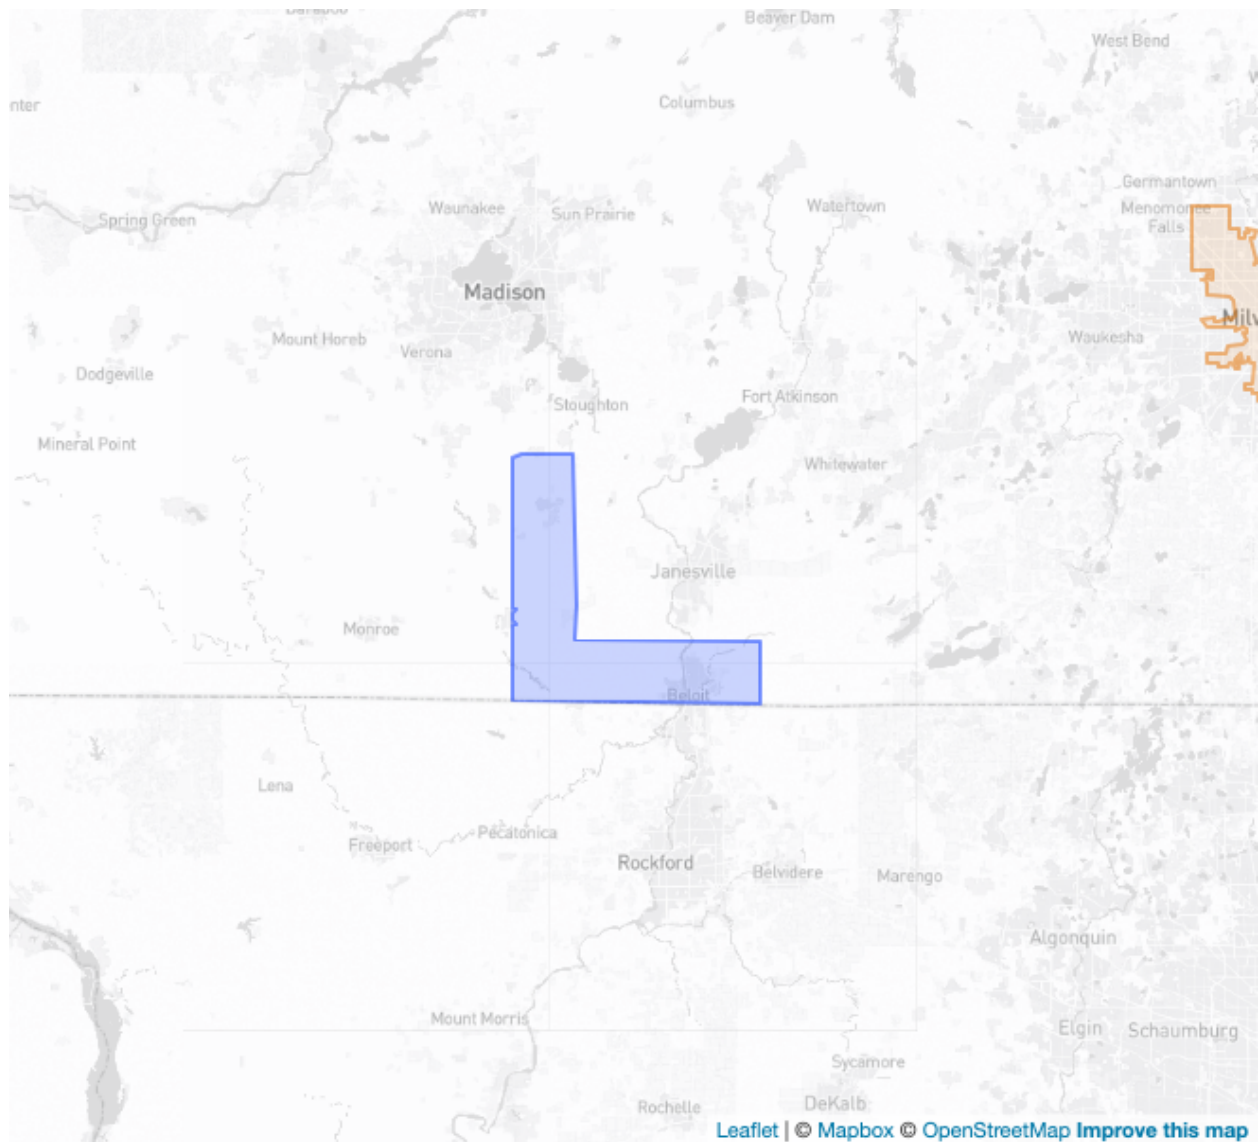 Beaver Dam
West Bend
Columbus
Germantown
Waunakee
Sun Prairie
Watertown
Menomonee
Falls
Spring Green
Madison
Waukesha
Mount Horeb
Verona
Dodgeville
Stoughton
Fort Atkinson
Mineral Point
Whitewater
Janesville
Monroe
Beloit
Lena
Pecatonica
Freeport
Rockford
Belvidere
Marengo
Algonquin
Mount Morris
Elgin
Schaumburg
Sycamore
DeKalb
Rochelle
Leaflet | © Mapbox © OpenStreetMap Improve this map